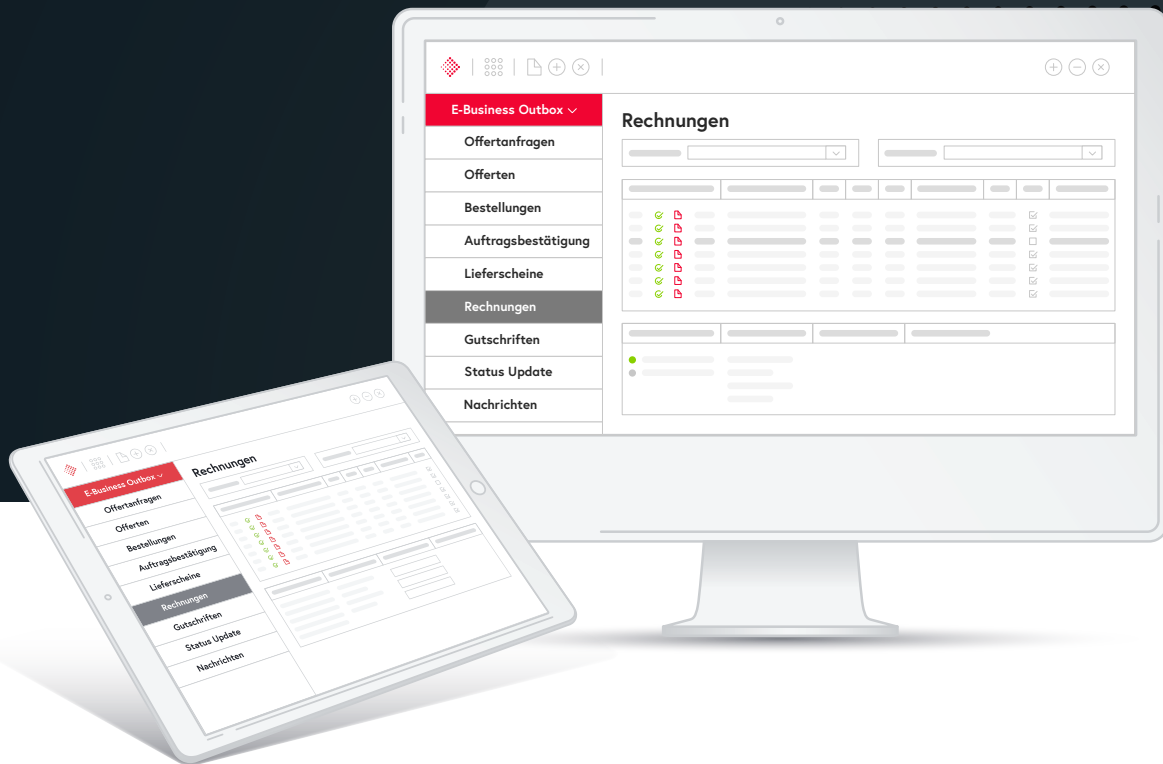 E-Business Outbox
Offertanfragen
Offerten
Bestellungen
Auftragsbestätigung
Lieferscheine
Rechnungen
Gutschriften
Status Update
Nachrichten
Rechnungen
E-Business Outbox
Offertanfragen
Offerten
Bestellungen
Auftragsbestätigung
Lieferscheine
Rechnungen
Gutschriften
Status Update
Nachrichten
Rechnungen